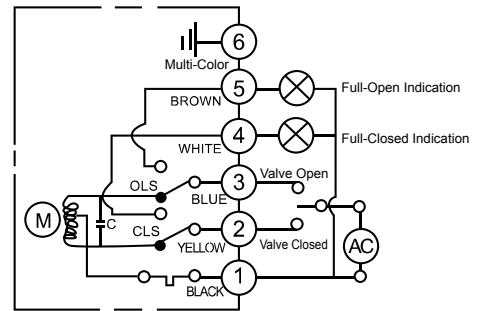 6
Multi-Color
5
Full-Open Indication
BROWN
4
Full-Closed Indication
WHITE
3
Valve Open
OLS
BLUE
M
C
CLS
2
Valve Closed
YELLOW
AC
1
BLACK